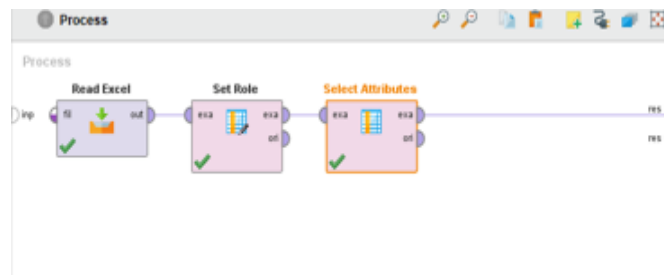 Process
Process
Read Excel
Set Role
Select Attributes
inp
fil
out
exa
exa
exa
exa
res
ori
ori
res